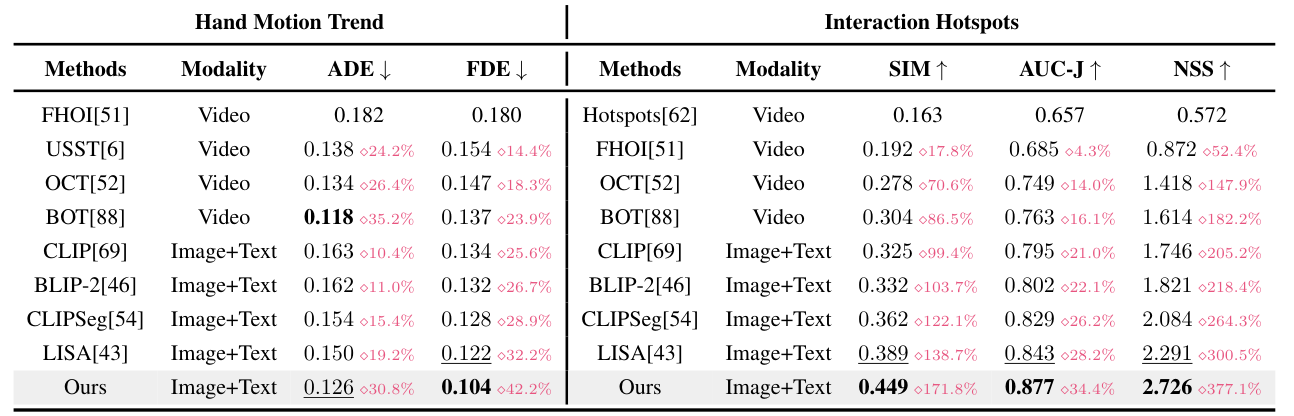 Hand Motion Trend Interaction Hotspots
Methods Modality ADE ↓ FDE ↓ Methods Modality SIM ↑ AUC-J ↑ NSS ↑
FHOI[51] Video 0.182 0.180 Hotspots[62] Video 0.163 0.657 0.572
USST[6] Video 0.138 ⋄24.2% 0.154 ⋄14.4% FHOI[51] Video 0.192 ⋄17.8% 0.685 ⋄4.3% 0.872 ⋄52.4%
OCT[52] Video 0.134 ⋄26.4% 0.147 ⋄18.3% OCT[52] Video 0.278 ⋄70.6% 0.749 ⋄14.0% 1.418 ⋄147.9%
BOT[88] Video 0.118 ⋄35.2% 0.137 ⋄23.9% BOT[88] Video 0.304 ⋄86.5% 0.763 ⋄16.1% 1.614 ⋄182.2%
CLIP[69] Image+Text 0.163 ⋄10.4% 0.134 ⋄25.6% CLIP[69] Image+Text 0.325 ⋄99.4% 0.795 ⋄21.0% 1.746 ⋄205.2%
BLIP-2[46] Image+Text 0.162 ⋄11.0% 0.132 ⋄26.7% BLIP-2[46] Image+Text 0.332 ⋄103.7% 0.802 ⋄22.1% 1.821 ⋄218.4%
CLIPSeg[54] Image+Text 0.154 ⋄15.4% 0.128 ⋄28.9% CLIPSeg[54] Image+Text 0.362 ⋄122.1% 0.829 ⋄26.2% 2.084 ⋄264.3%
LISA[43] Image+Text 0.150 ⋄19.2% 0.122 ⋄32.2% LISA[43] Image+Text 0.389 ⋄138.7% 0.843 ⋄28.2% 2.291 ⋄300.5%
Ours Image+Text 0.126 ⋄30.8% 0.104 ⋄42.2% Ours Image+Text 0.449 ⋄171.8% 0.877 ⋄34.4% 2.726 ⋄377.1%